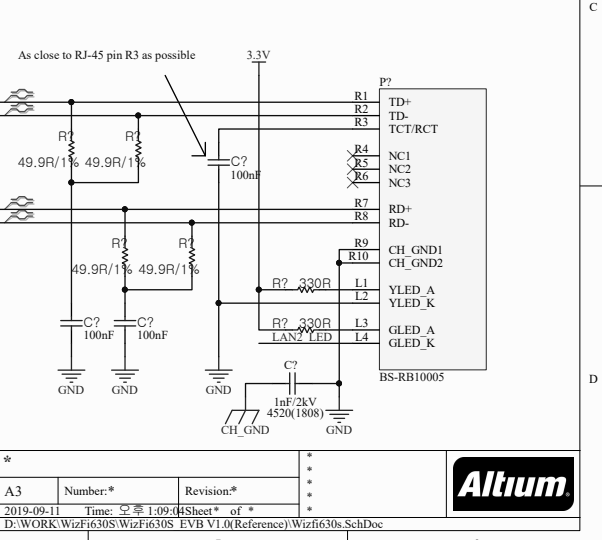 C
As close to RJ-45 pin R3 as possible
3.3V
P?
R1 TD+
R2 TD-
R3 TCT/RCT
R? R?
49.9R/1% 49.9R/1%
C?
100nF
R4 NC1
R5 NC2
R6 NC3
R7 RD+
R8 RD-
R? R?
49.9R/1% 49.9R/1%
R9 CH_GND1
R10 CH_GND2
R? 330R L1 YLED_A
L2 YLED_K
R? 330R L3 GLED_A
LAN2_LED L4 GLED_K
C? C?
100nF 100nF
BS-RB10005
D
GND GND GND
C?
1nF/2kV
4520(1808)
CH_GND GND
*
*
*
*
*
*
A3 Number:* Revision:*
2019-09-11 Time: 오후 1:09:04 Sheet* of *
D:\WORK\WizFi630S\WizFi630S_EVB V1.0(Reference)\Wizfi630s.SchDoc
Altium